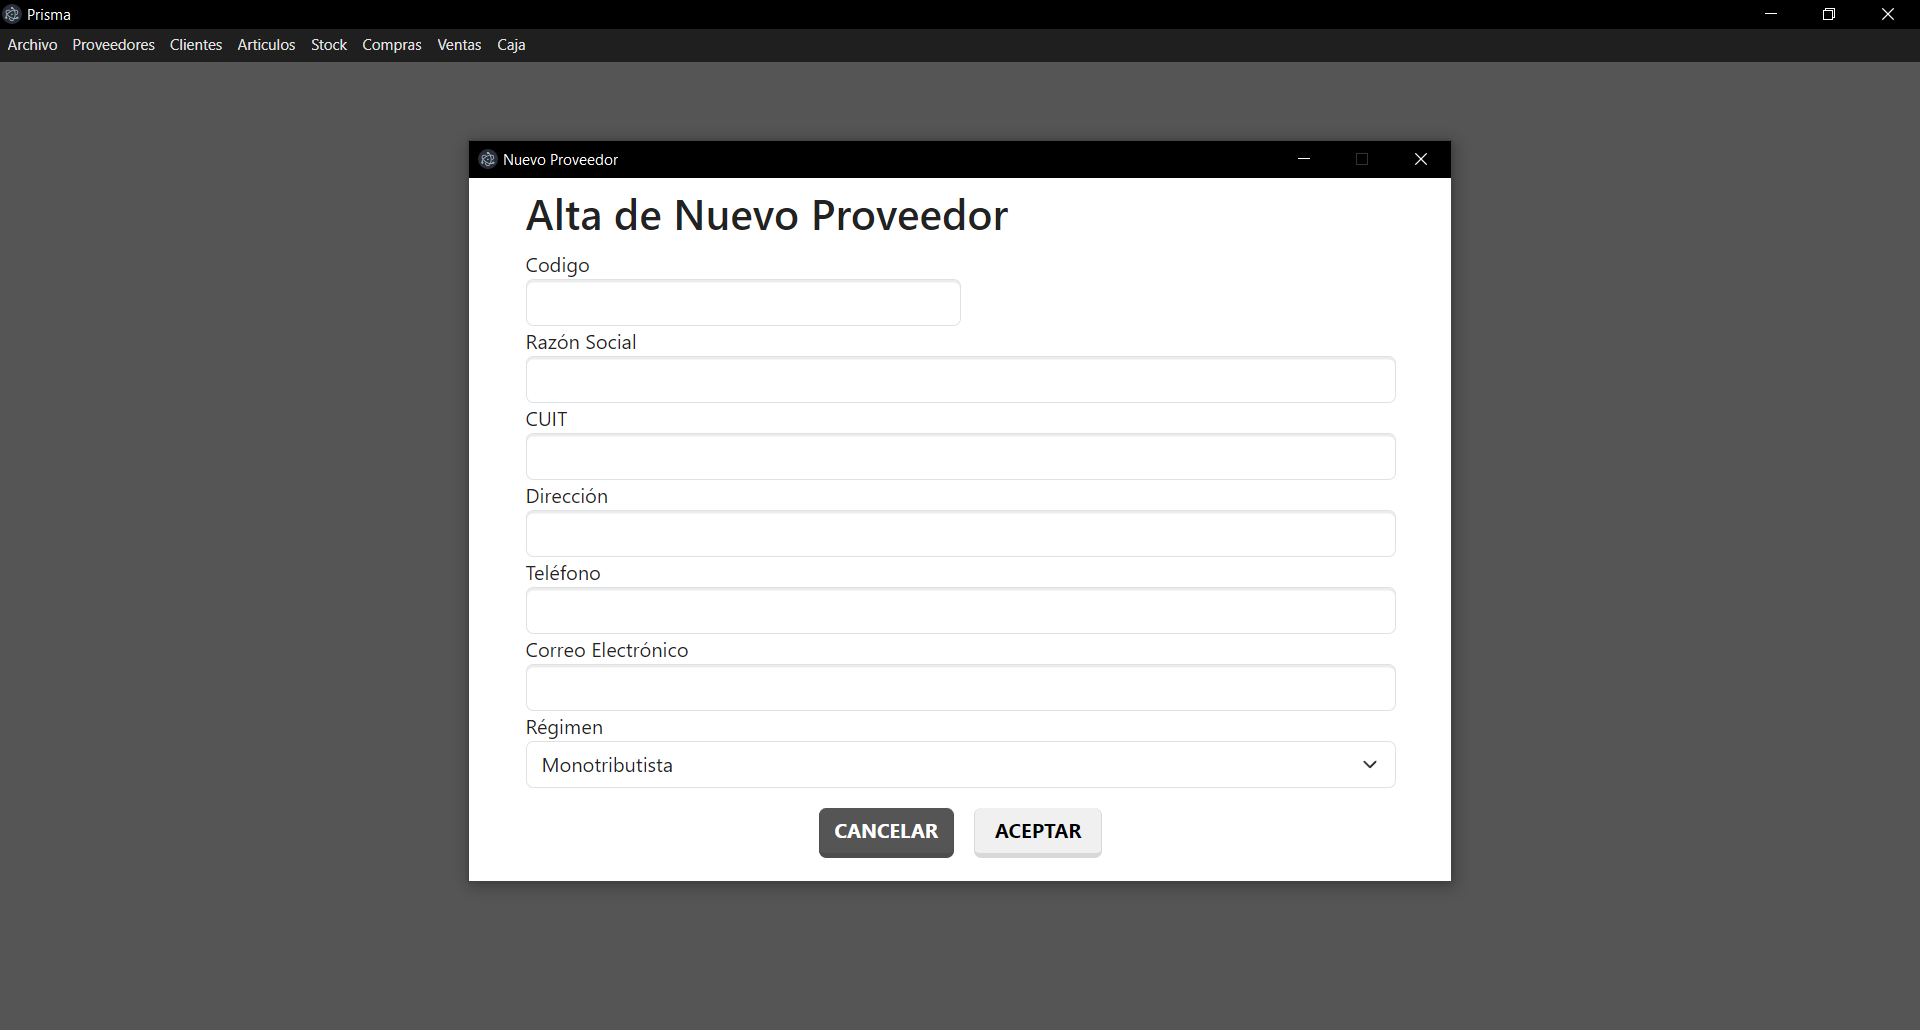 Prisma
Archivo Proveedores Clientes Articulos Stock Compras Ventas Caja
Nuevo Proveedor
Alta de Nuevo Proveedor
Codigo
Razón Social
CUIT
Dirección
Teléfono
Correo Electrónico
Régimen
Monotributista
CANCELAR ACEPTAR